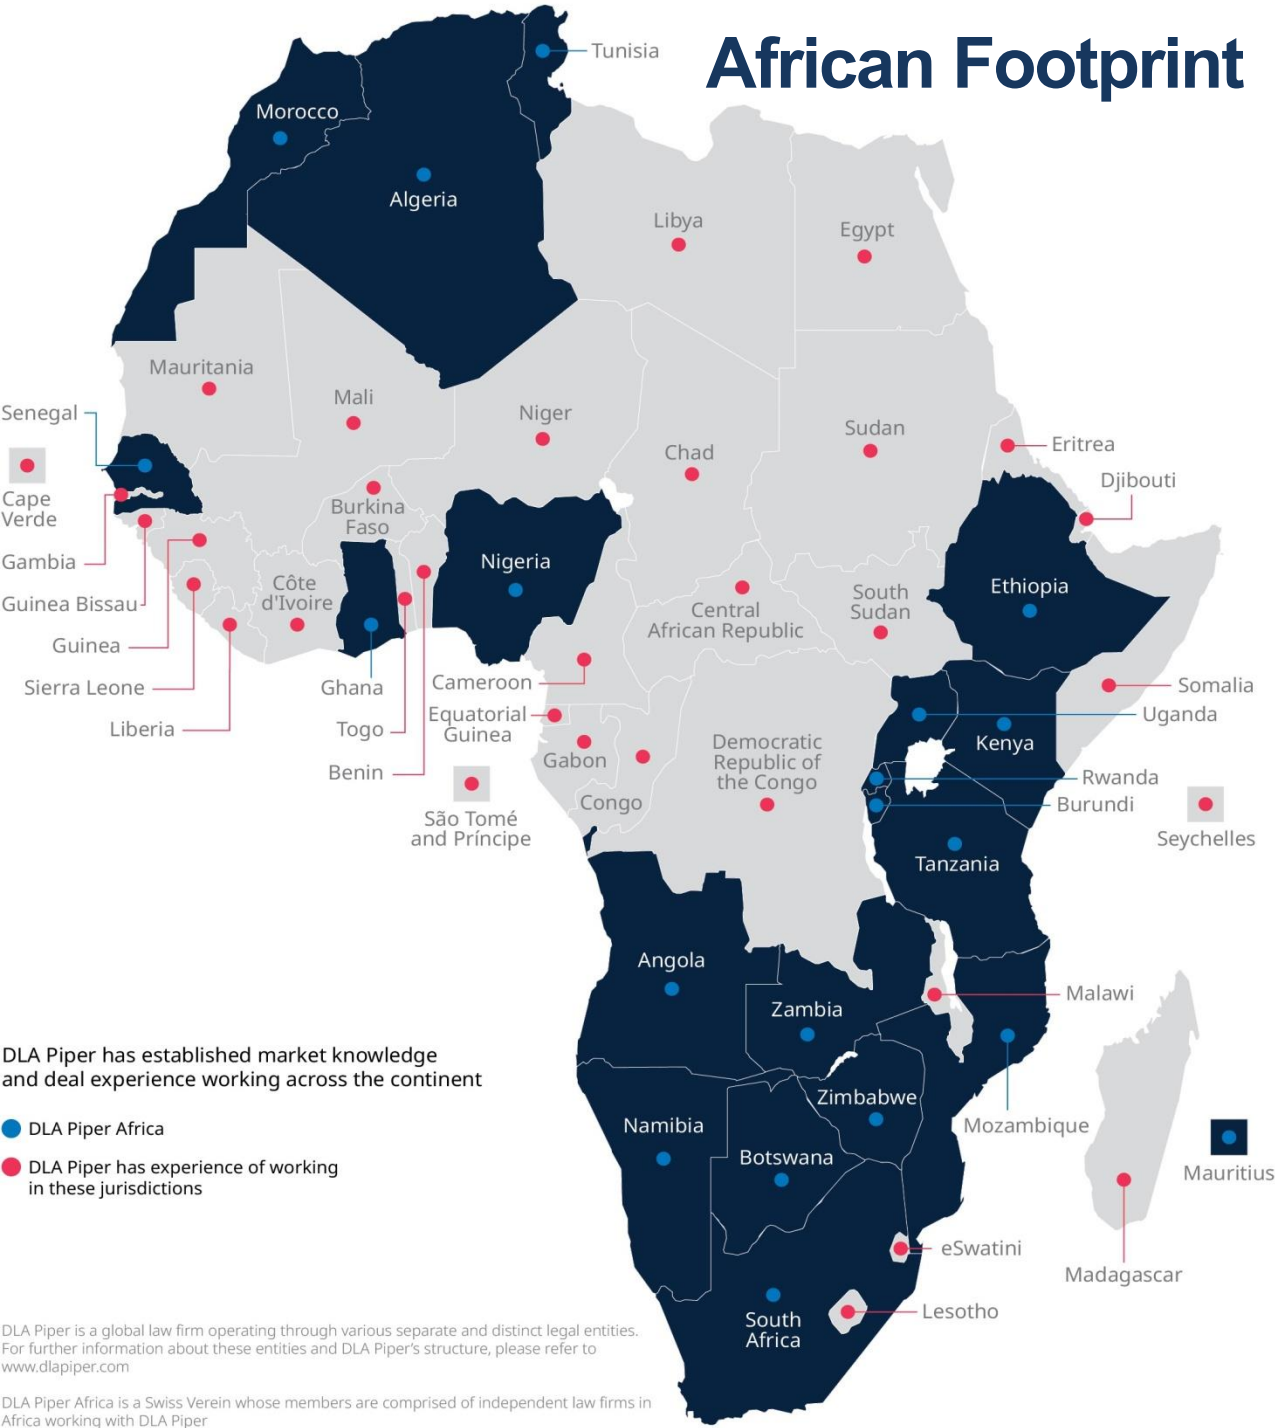 African Footprint
Tunisia
Morocco
Algeria
Libya
Egypt
Mauritania
Mali
Niger
Chad
Sudan
Eritrea
Djibouti
Senegal
Cape
Verde
Gambia
Guinea Bissau
Guinea
Sierra Leone
Liberia
Burkina
Faso
Côte
d'Ivoire
Ghana
Togo
Benin
Nigeria
Cameroon
Equatorial
Guinea
Gabon
Congo
São Tomé
and Príncipe
Central
African Republic
South
Sudan
Ethiopia
Somalia
Uganda
Kenya
Rwanda
Burundi
Seychelles
Democratic
Republic of
the Congo
Tanzania
Angola
Zambia
Malawi
Mozambique
Zimbabwe
Namibia
Botswana
Mauritius
Madagascar
eSwatini
Lesotho
South
Africa
DLA Piper has established market knowledge
and deal experience working across the continent
DLA Piper Africa
DLA Piper has experience of working
in these jurisdictions
DLA Piper is a global law firm operating through various separate and distinct legal entities.
For further information about these entities and DLA Piper's structure, please refer to
www.dlapiper.com
DLA Piper Africa is a Swiss Verein whose members are comprised of independent law firms in
Africa working with DLA Piper